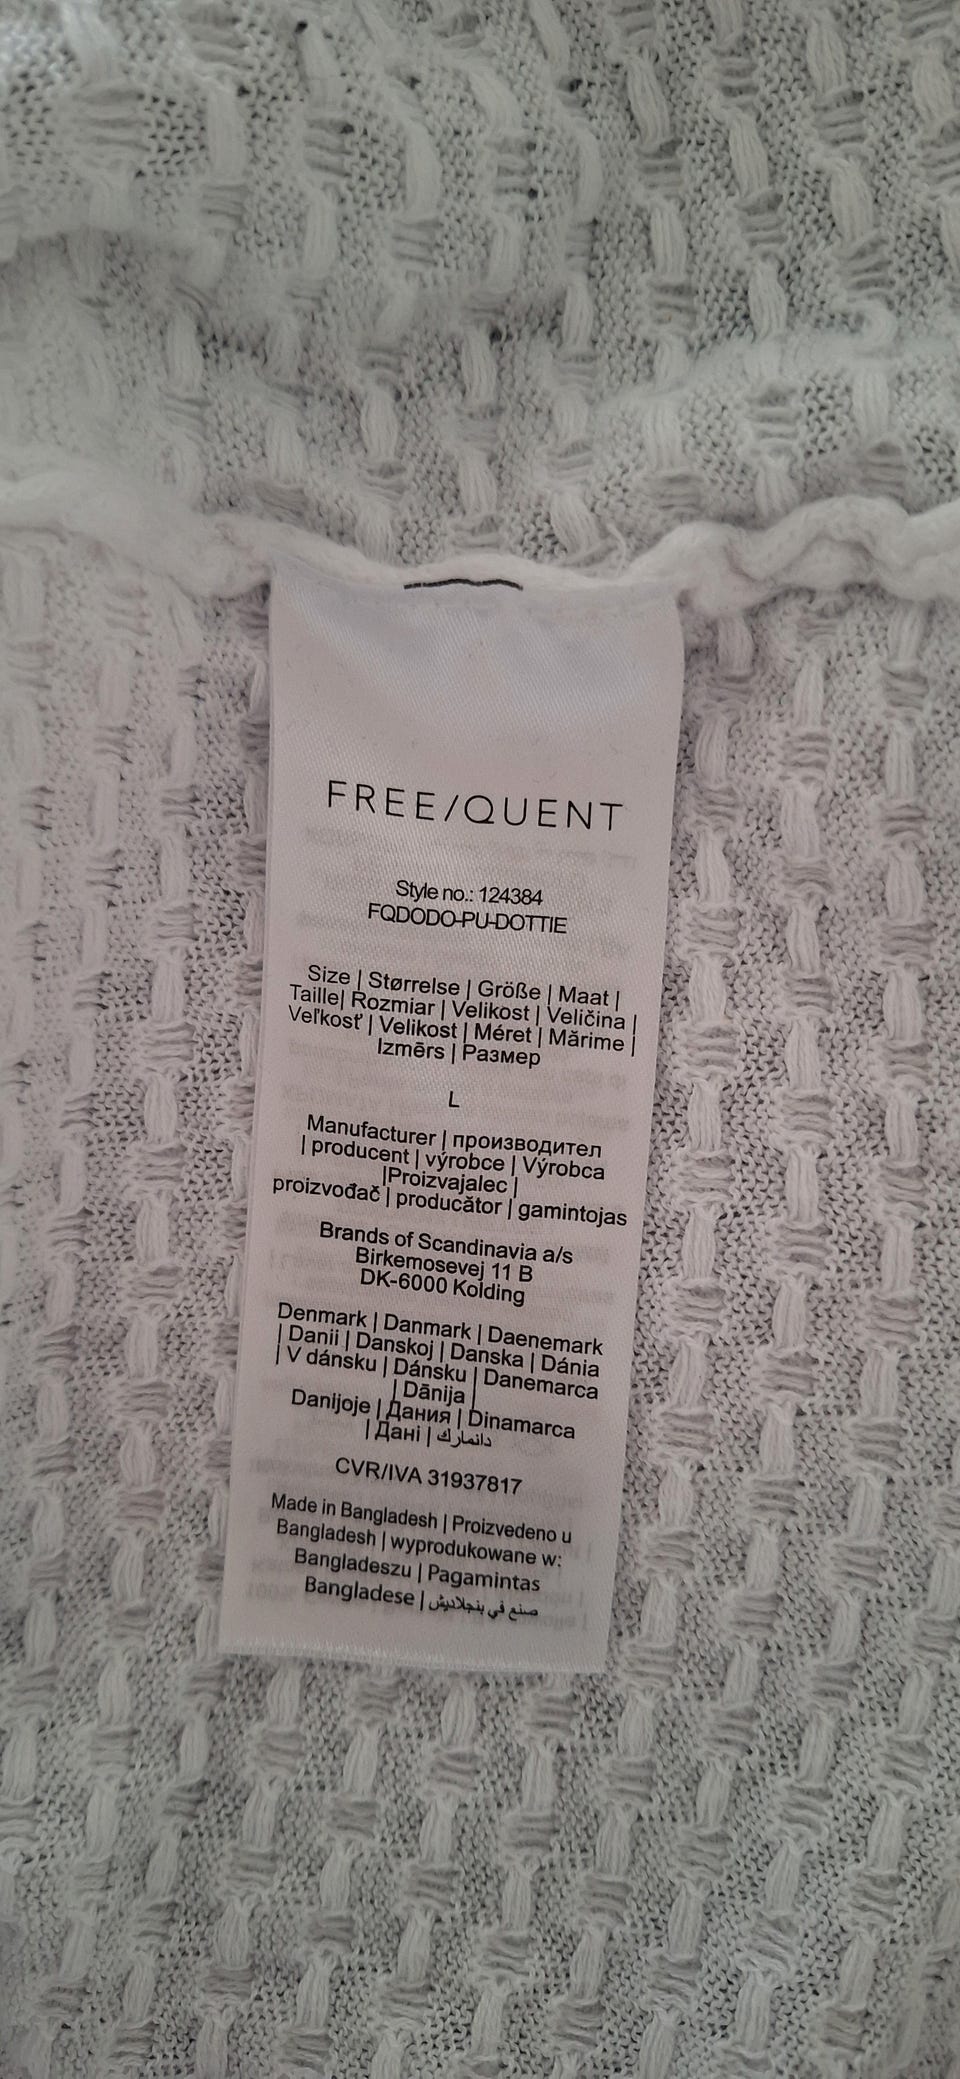 FREE/QUENT
Style no.: 124384
FQDODO-PU-DOTTIE
Size | Størrelse | Größe | Maat |
Taille| Rozmiar | Velikost | Veličina |
Veľkosť | Velikost | Méret | Mărime |
Izmērs | Размер
L
Manufacturer | производител
| producent | výrobce | Výrobca
|Proizvajalec |
proizvođač | producător | gamintojas
Brands of Scandinavia a/s
Birkemosevej 11 B
DK-6000 Kolding
Denmark | Danmark | Daenemark
| Danii | Danskoj | Danska | Dánia
| V dánsku | Dánsku | Danemarca
| Dānija |
Danijoje | Дания | Dinamarca
| Дані | دانمارك
CVR/IVA 31937817
Made in Bangladesh | Proizvedeno u
Bangladesh | wyprodukowane w:
Bangladeszu | Pagamintas
Bangladese | صنع في بنجلاديش